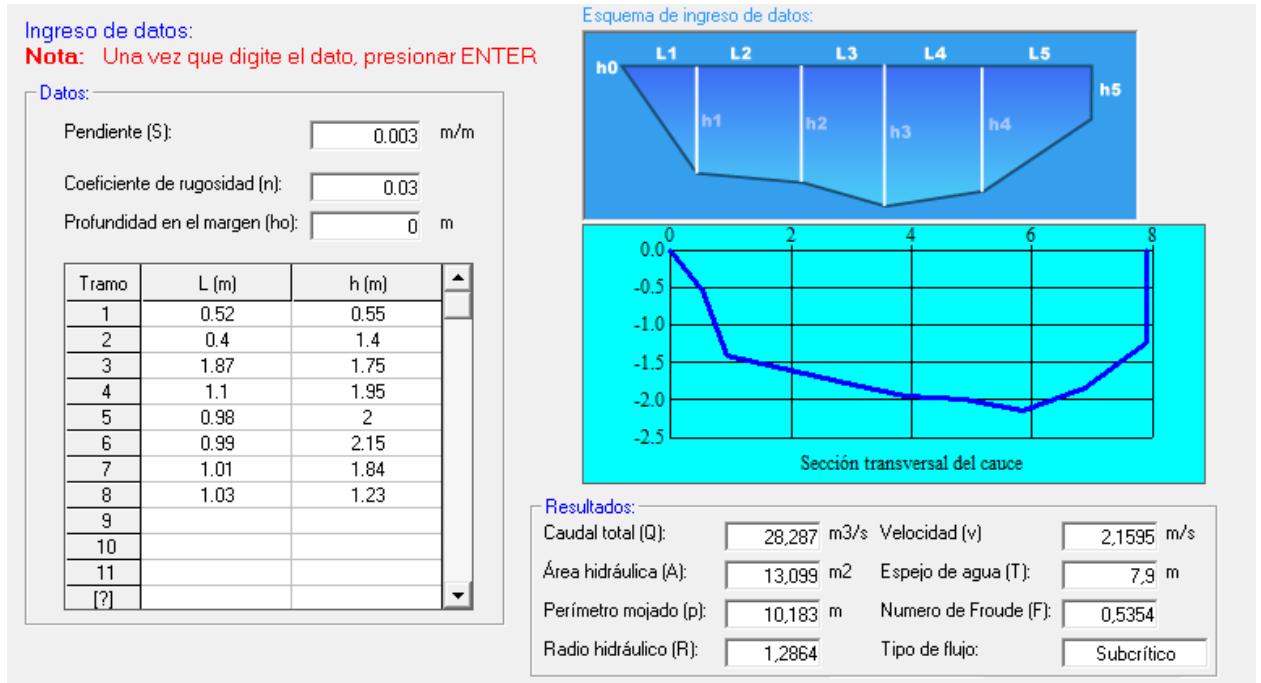 Ingreso de datos:
Nota: Una vez que digite el dato, presionar ENTER
Datos:
Pendiente (S): 0.003 m/m
Coeficiente de rugosidad (n): 0.03
Profundidad en el margen (ho): 0 m
Tramo L (m) h (m)
1 0.52 0.55
2 0.4 1.4
3 1.87 1.75
4 1.1 1.95
5 0.98 2
6 0.99 2.15
7 1.01 1.84
8 1.03 1.23
9
10
11
[?]
Esquema de ingreso de datos:
L1 L2 L3 L4 L5
h0
h5
h1 h2 h3 h4
0 2 4 6 8
0.0
-0.5
-1.0
-1.5
-2.0
-2.5
Sección transversal del cauce
Resultados:
Caudal total (Q): 28,287 m3/s Velocidad (v) 2,1595 m/s
Área hidráulica (A): 13,099 m2 Espejo de agua (T): 7,9 m
Perímetro mojado (p): 10,183 m Numero de Froude (F): 0,5354
Radio hidráulico (R): 1,2864 Tipo de flujo: Subcrítico